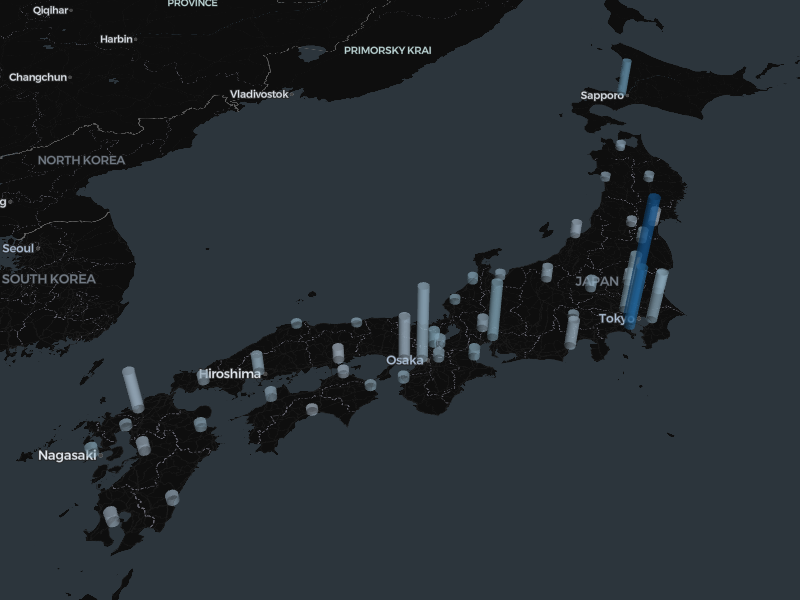 PROVINCE
Qiqihar
Harbin
PRIMORSKY KRAI
Changchun
Vladivostok
Sapporo
NORTH KOREA
g
Seoul
SOUTH KOREA
JAPAN
Tokyo
Osaka
Hiroshima
Nagasaki